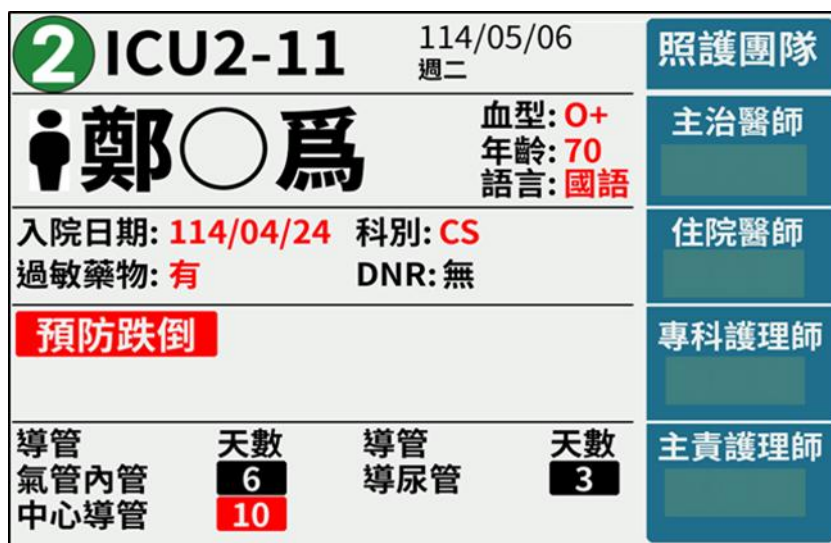 2 ICU2-11
114/05/06
週二
鄭〇爲
血型: O+
年齡: 70
語言: 國語
入院日期: 114/04/24 科別: CS
過敏藥物: 有 DNR: 無
預防跌倒
導管 天數 導管 天數
氣管內管 6 導尿管 3
中心導管 10
照護團隊
主治醫師
住院醫師
專科護理師
主責護理師